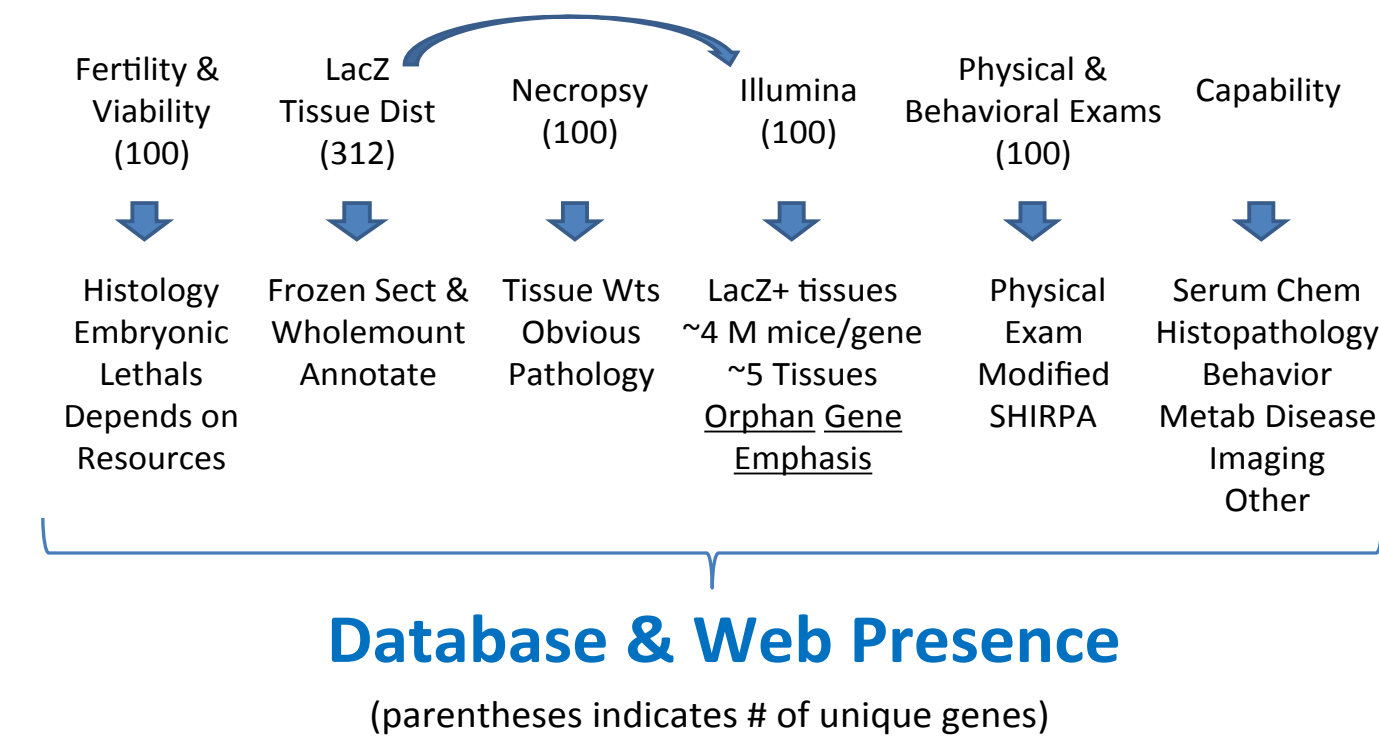 Fertility &
Viability
(100)
LacZ
Tissue Dist
(312)
Necropsy
(100)
Illumina
(100)
Physical &
Behavioral Exams
(100)
Capability
Histology
Embryonic
Lethals
Depends on
Resources
Frozen Sect &
Wholemount
Annotate
Tissue Wts
Obvious
Pathology
LacZ+ tissues
~4 M mice/gene
~5 Tissues
Orphan Gene
Emphasis
Physical
Exam
Modified
SHIRPA
Serum Chem
Histopathology
Behavior
Metab Disease
Imaging
Other
Database & Web Presence
(parentheses indicates # of unique genes)